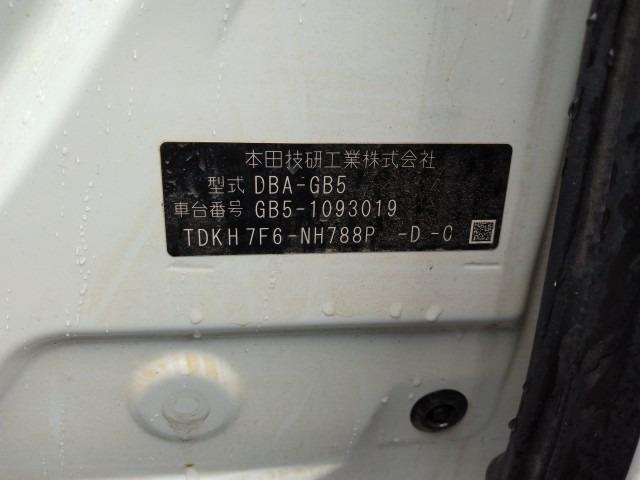 本田技研工業株式会社
型式 DBA-GB5
車台番号 GB5-1093019
TDKH7F6-NH788P -D-C